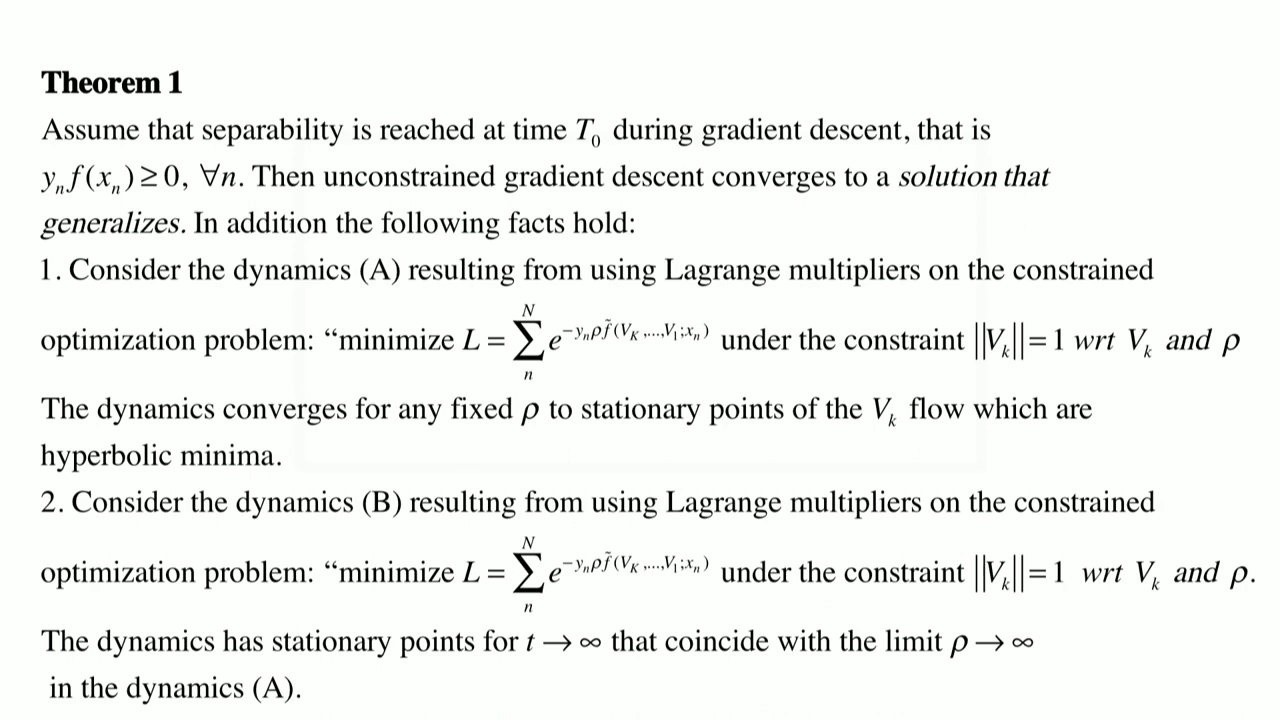 Theorem 1
Assume that separability is reached at time T₀ during gradient descent, that is
yₙf(xₙ) ≥ 0, ∀n. Then unconstrained gradient descent converges to a solution that
generalizes. In addition the following facts hold:
1. Consider the dynamics (A) resulting from using Lagrange multipliers on the constrained
optimization problem: “minimize L = ∑_n^N e^{−yₙρf̃(V_K,...,V₁;xₙ)} under the constraint ||V_k|| = 1 wrt V_k and ρ
The dynamics converges for any fixed ρ to stationary points of the V_k flow which are
hyperbolic minima.
2. Consider the dynamics (B) resulting from using Lagrange multipliers on the constrained
optimization problem: “minimize L = ∑_n^N e^{−yₙρf̃(V_K,...,V₁;xₙ)} under the constraint ||V_k|| = 1 wrt V_k and ρ.
The dynamics has stationary points for t → ∞ that coincide with the limit ρ → ∞
in the dynamics (A).